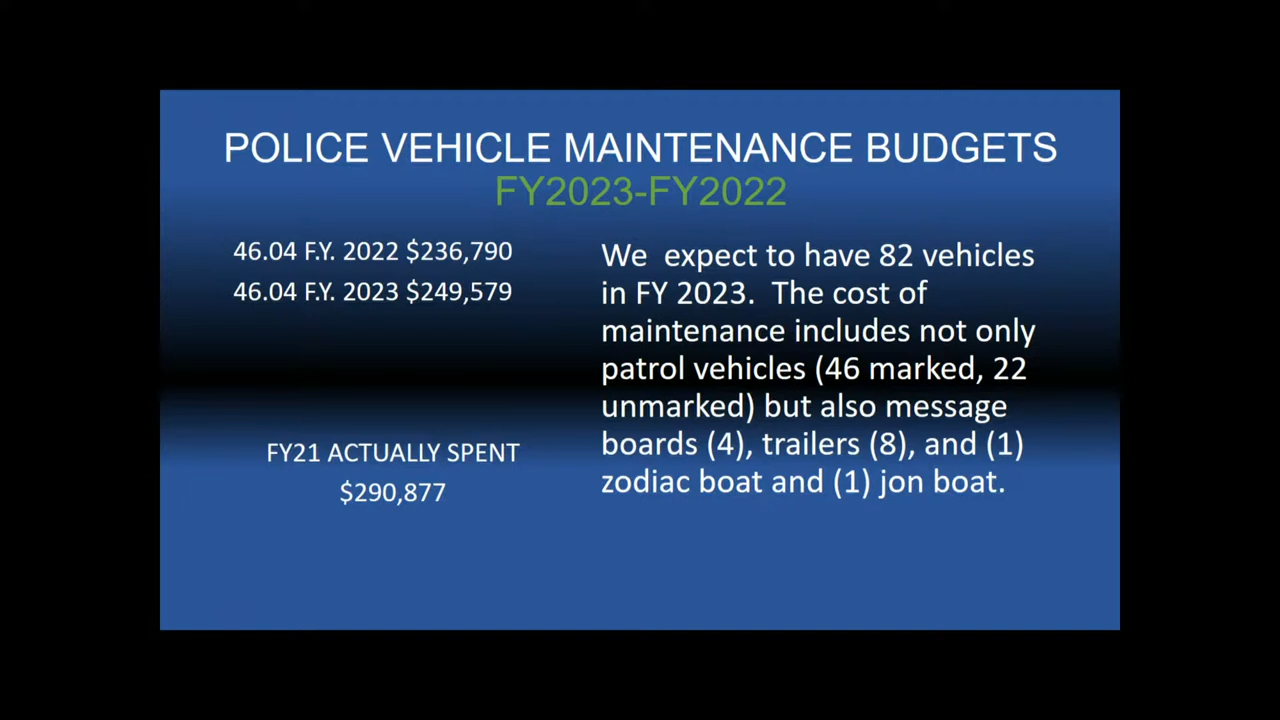 POLICE VEHICLE MAINTENANCE BUDGETS
FY2023-FY2022
46.04 F.Y. 2022 $236,790
46.04 F.Y. 2023 $249,579
FY21 ACTUALLY SPENT
$290,877
We  expect to have 82 vehicles
in FY 2023.  The cost of
maintenance includes not only
patrol vehicles (46 marked, 22
unmarked) but also message
boards (4), trailers (8), and (1)
zodiac boat and (1) jon boat.